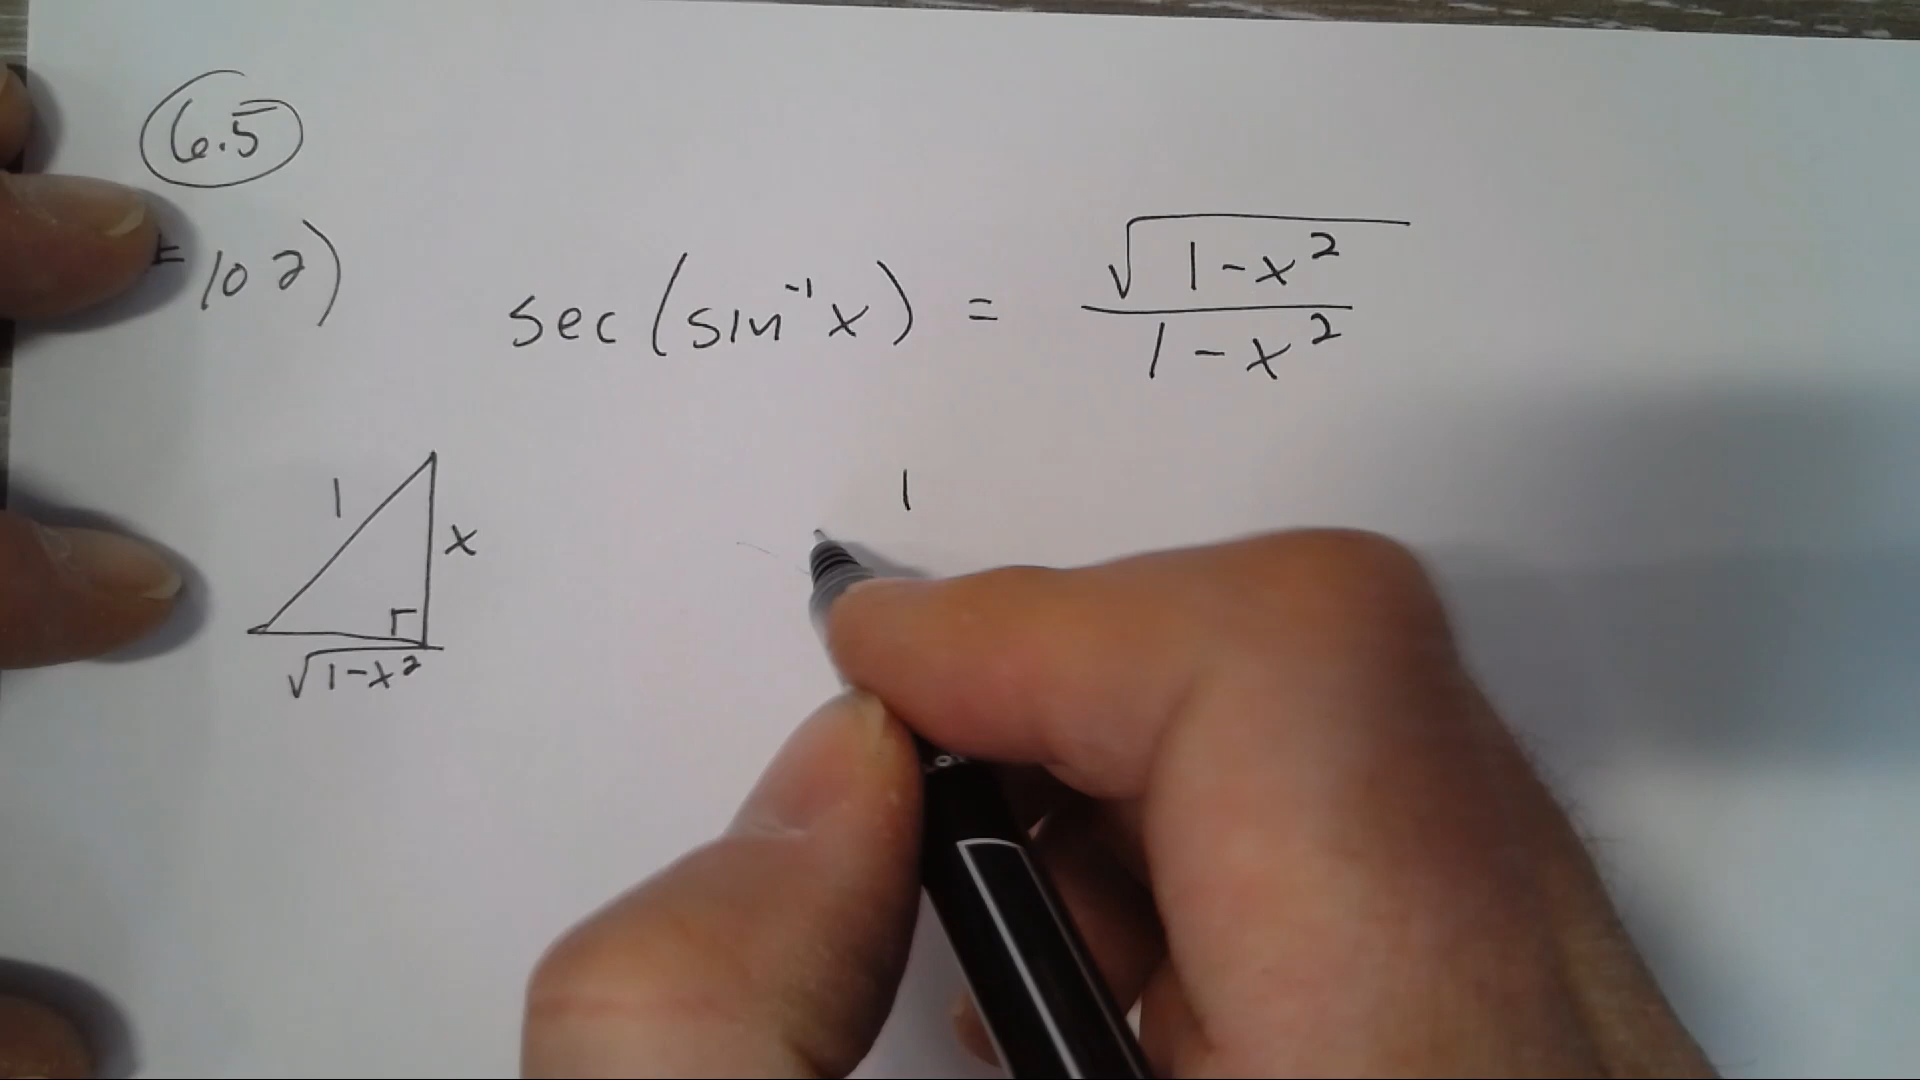 6.5
102)
sec(sin⁻¹x) = √(1-x²) / (1-x²)
1
x
√(1-x²)
1